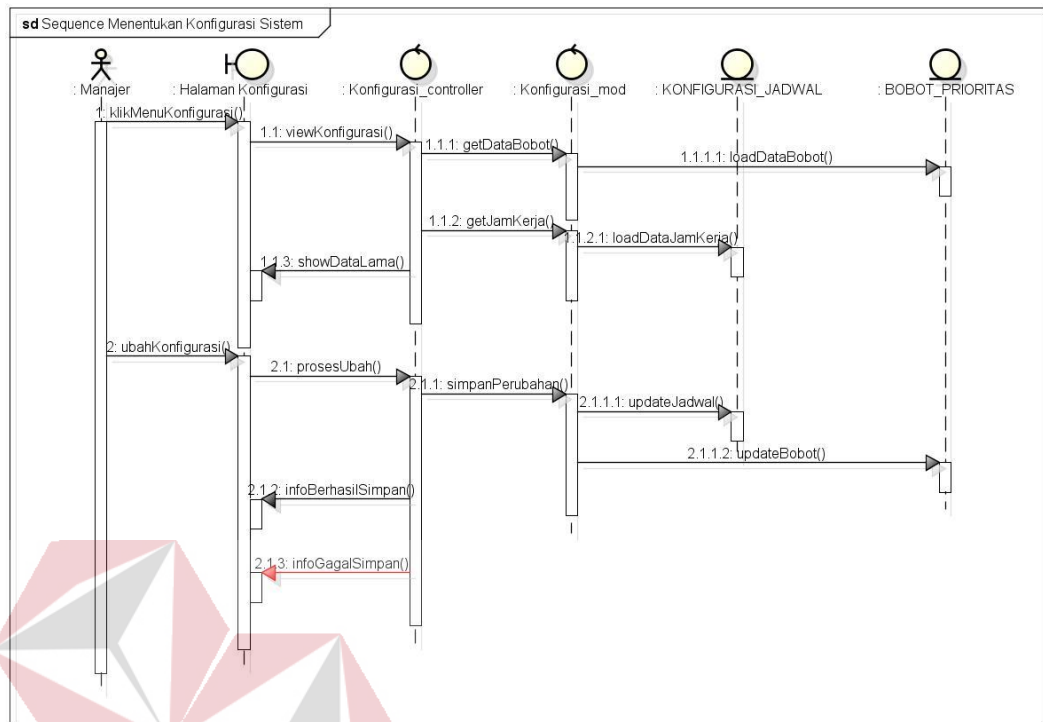 sd Sequence Menentukan Konfigurasi Sistem
: Manajer
: Halaman Konfigurasi
: Konfigurasi_controller
: Konfigurasi_mod
: KONFIGURASI_JADWAL
: BOBOT_PRIORITAS
1: klikMenuKonfigurasi()
1.1: viewKonfigurasi()
1.1.1: getDataBobot()
1.1.1.1: loadDataBobot()
1.1.2: getJamKerja()
1.1.2.1: loadDataJamKerja()
1.1.3: showDataLama()
2: ubahKonfigurasi()
2.1: prosesUbah()
2.1.1: simpanPerubahan()
2.1.1.1: updateJadwal()
2.1.1.2: updateBobot()
2.1.2: infoBerhasilSimpan()
2.1.3: infoGagalSimpan()